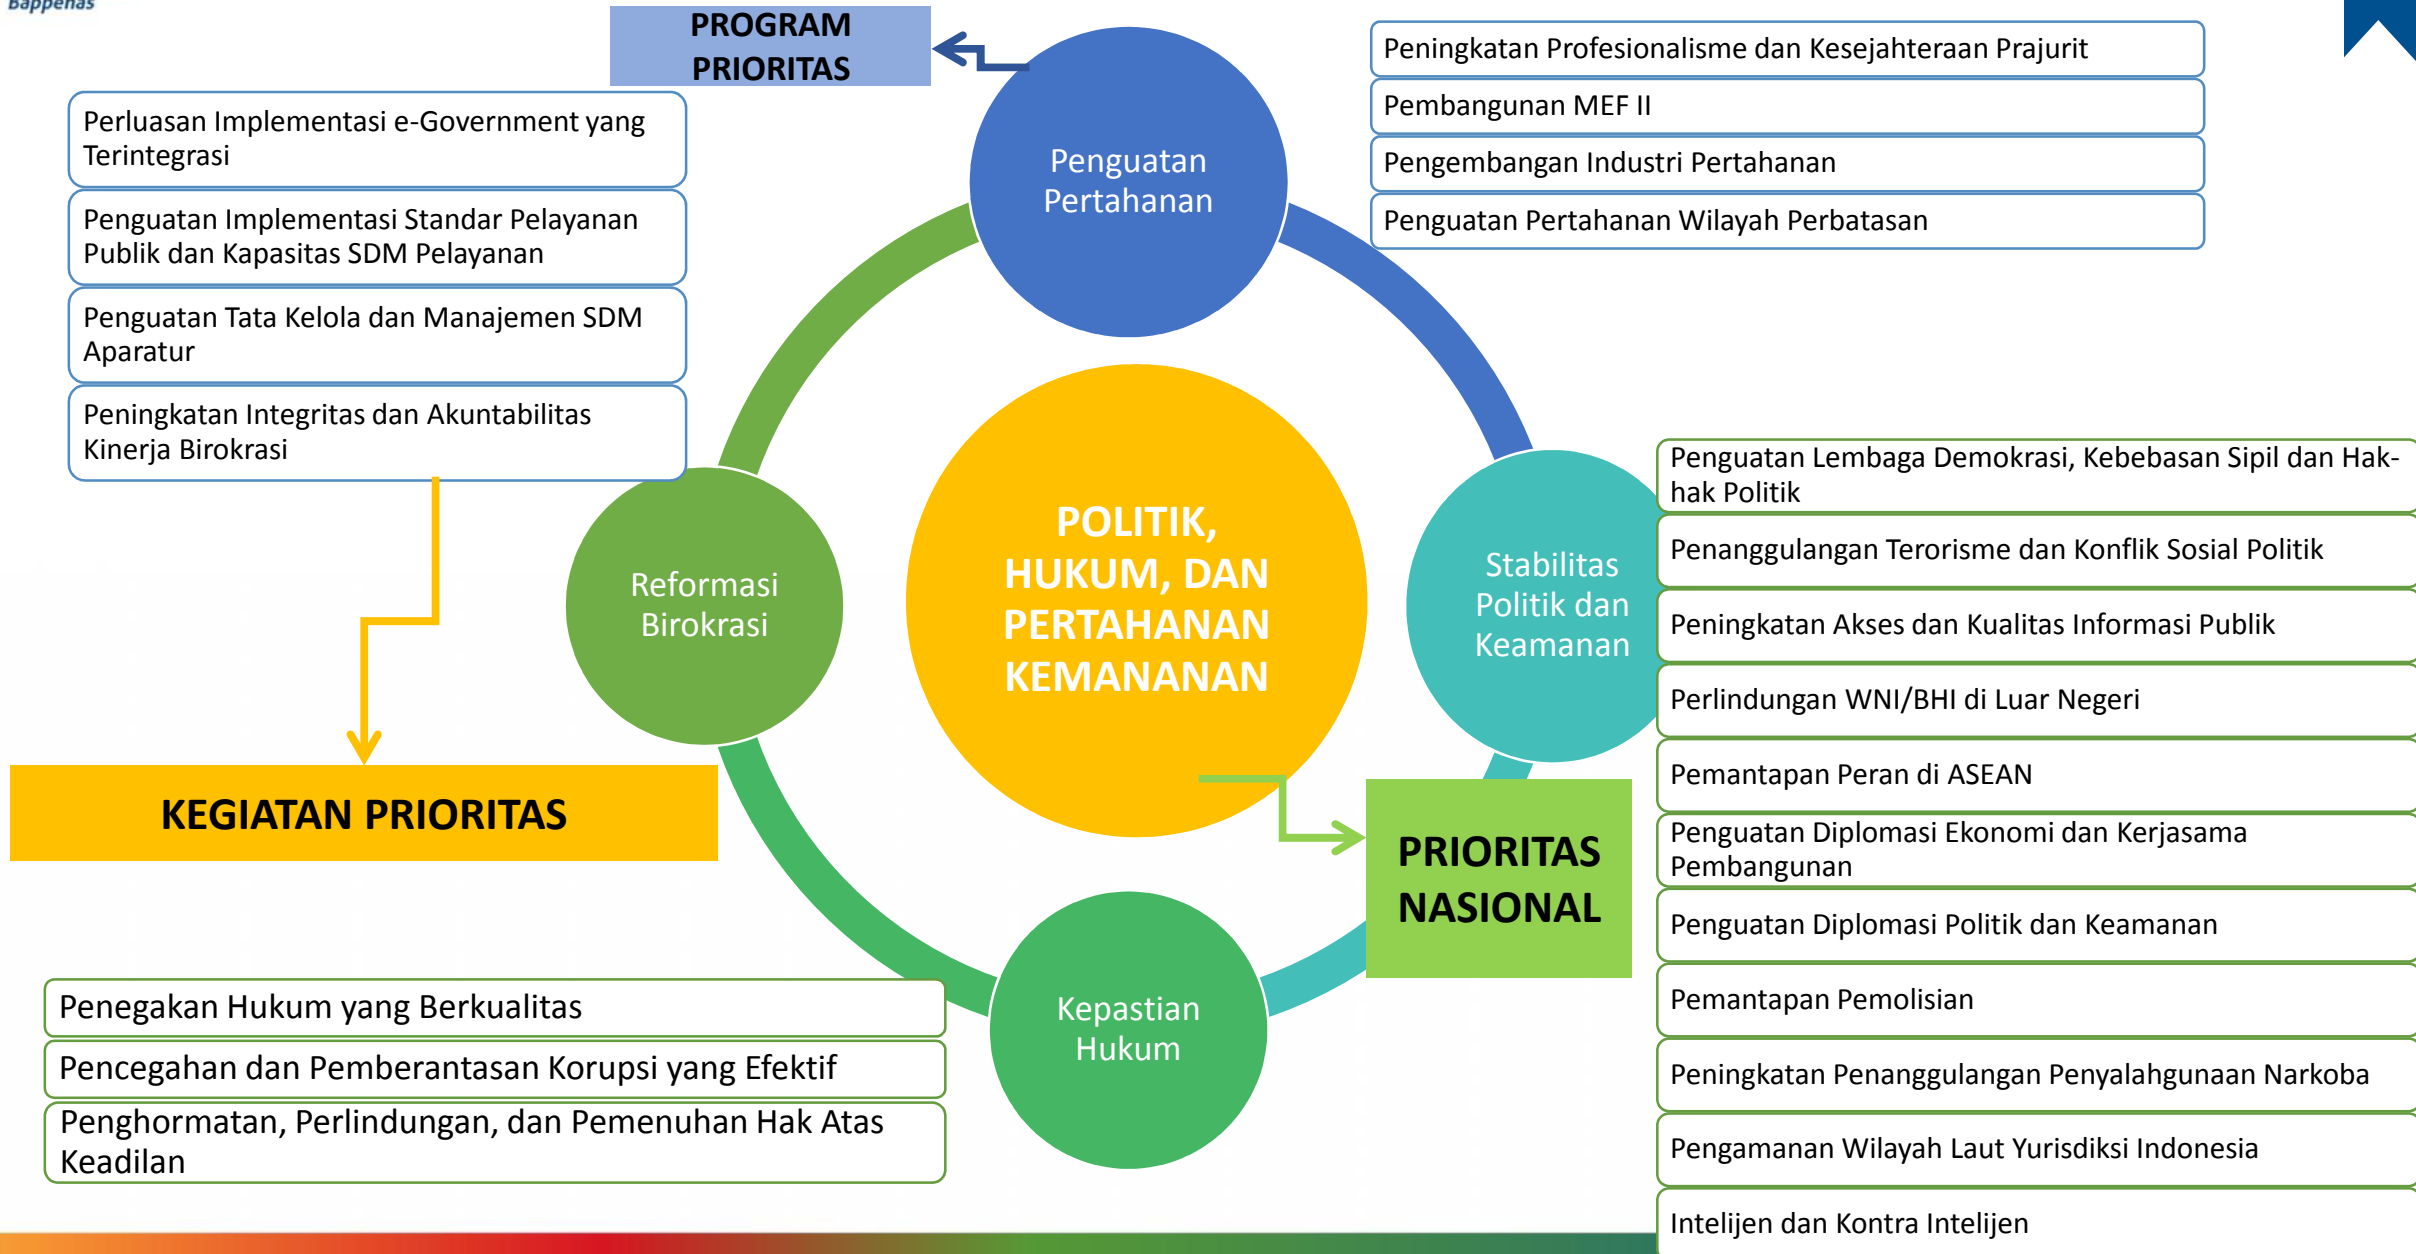 Bappenas
PROGRAM
PRIORITAS
Perluasan Implementasi e-Government yang
Terintegrasi
Penguatan Implementasi Standar Pelayanan
Publik dan Kapasitas SDM Pelayanan
Penguatan Tata Kelola dan Manajemen SDM
Aparatur
Peningkatan Integritas dan Akuntabilitas
Kinerja Birokrasi
Penguatan
Pertahanan
Peningkatan Profesionalisme dan Kesejahteraan Prajurit
Pembangunan MEF II
Pengembangan Industri Pertahanan
Penguatan Pertahanan Wilayah Perbatasan
Reformasi
Birokrasi
POLITIK,
HUKUM, DAN
PERTAHANAN
KEMANANAN
Stabilitas
Politik dan
Keamanan
Penguatan Lembaga Demokrasi, Kebebasan Sipil dan Hak-
hak Politik
Penanggulangan Terorisme dan Konflik Sosial Politik
Peningkatan Akses dan Kualitas Informasi Publik
Perlindungan WNI/BHI di Luar Negeri
Pemantapan Peran di ASEAN
Penguatan Diplomasi Ekonomi dan Kerjasama
Pembangunan
Penguatan Diplomasi Politik dan Keamanan
Pemantapan Pemolisian
Peningkatan Penanggulangan Penyalahgunaan Narkoba
Pengamanan Wilayah Laut Yurisdiksi Indonesia
Intelijen dan Kontra Intelijen
KEGIATAN PRIORITAS
PRIORITAS
NASIONAL
Kepastian
Hukum
Penegakan Hukum yang Berkualitas
Pencegahan dan Pemberantasan Korupsi yang Efektif
Penghormatan, Perlindungan, dan Pemenuhan Hak Atas
Keadilan